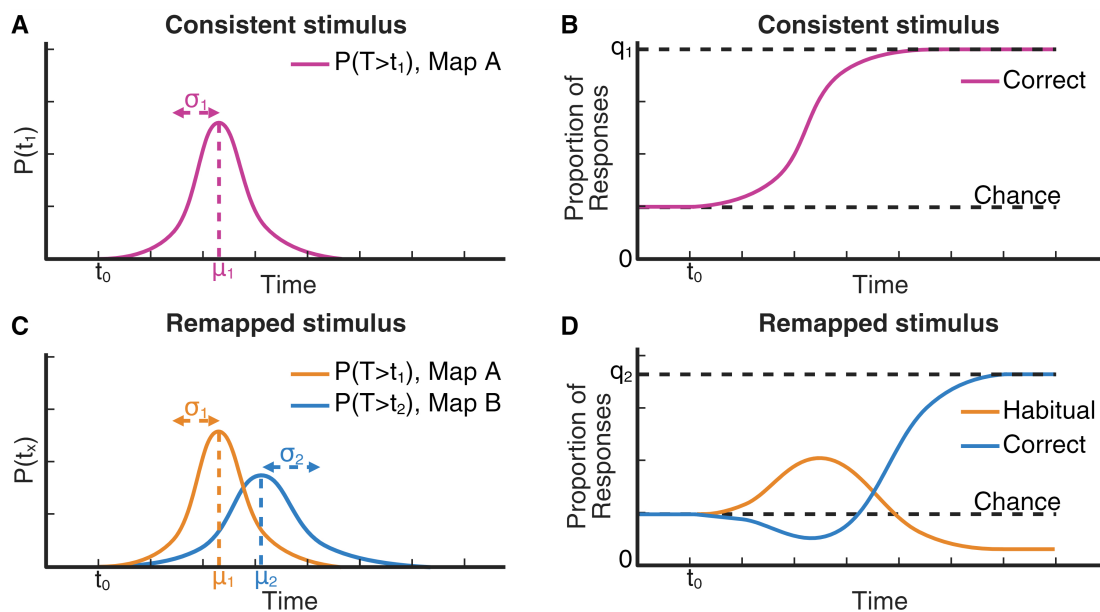 A
Consistent stimulus
P(T>t₁), Map A
σ₁
P(t₁)
t₀
μ₁
Time
B
Consistent stimulus
q₁
Correct
Proportion of
Responses
Chance
0
t₀
Time
C
Remapped stimulus
P(T>t₁), Map A
P(T>t₂), Map B
σ₁
σ₂
P(tₓ)
t₀
μ₁
μ₂
Time
D
Remapped stimulus
q₂
Habitual
Correct
Proportion of
Responses
Chance
0
t₀
Time